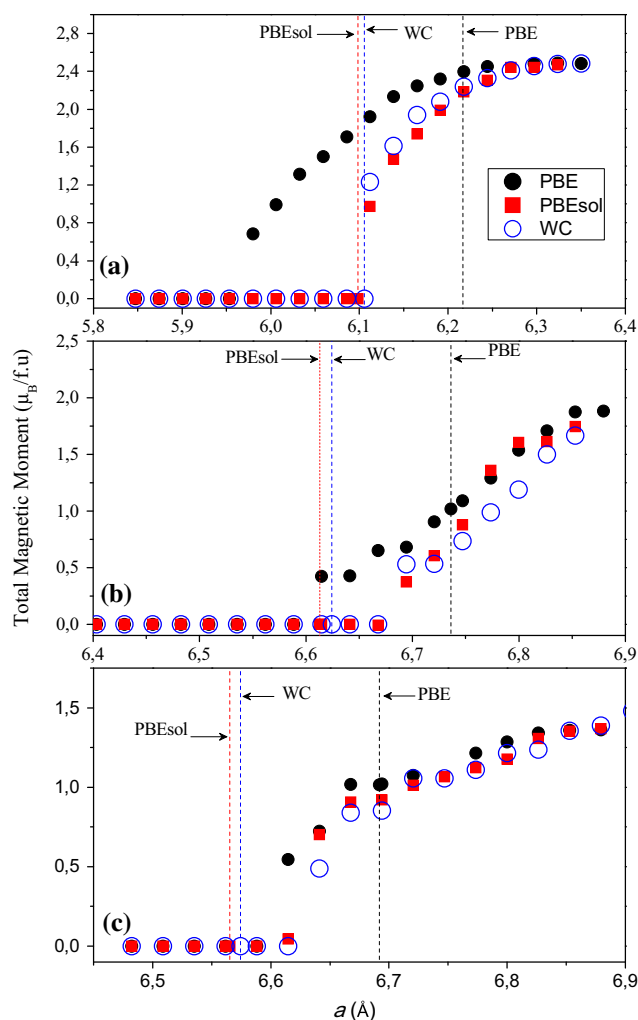 PBEsol
WC
PBE
2,8
2,4
2,0
1,6
1,2
0,8
0,4
0,0
PBE
PBEsol
WC
(a)
5,8 5,9 6,0 6,1 6,2 6,3 6,4
Total Magnetic Moment (μB/f.u)
PBEsol
WC
PBE
2,5
2,0
1,5
1,0
0,5
0,0
(b)
6,4 6,5 6,6 6,7 6,8 6,9
PBEsol
WC
PBE
1,5
1,0
0,5
0,0
(c)
6,5 6,6 6,7 6,8 6,9
a (Å)